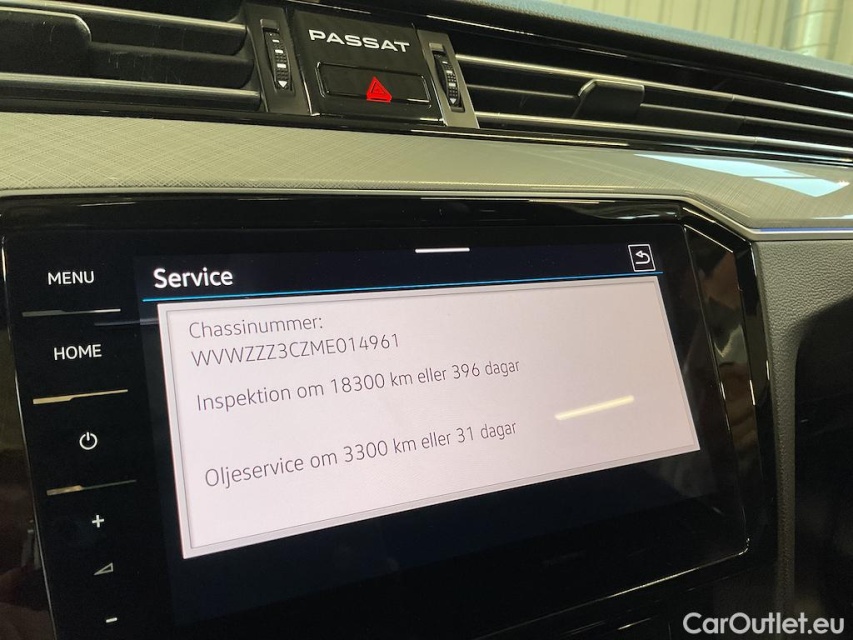 PASSAT
MENU
HOME
Service
Chassinummer:
WVWZZZ3CZME014961
Inspektion om 18300 km eller 396 dagar
Oljeservice om 3300 km eller 31 dagar
+
-
CarOutlet.eu